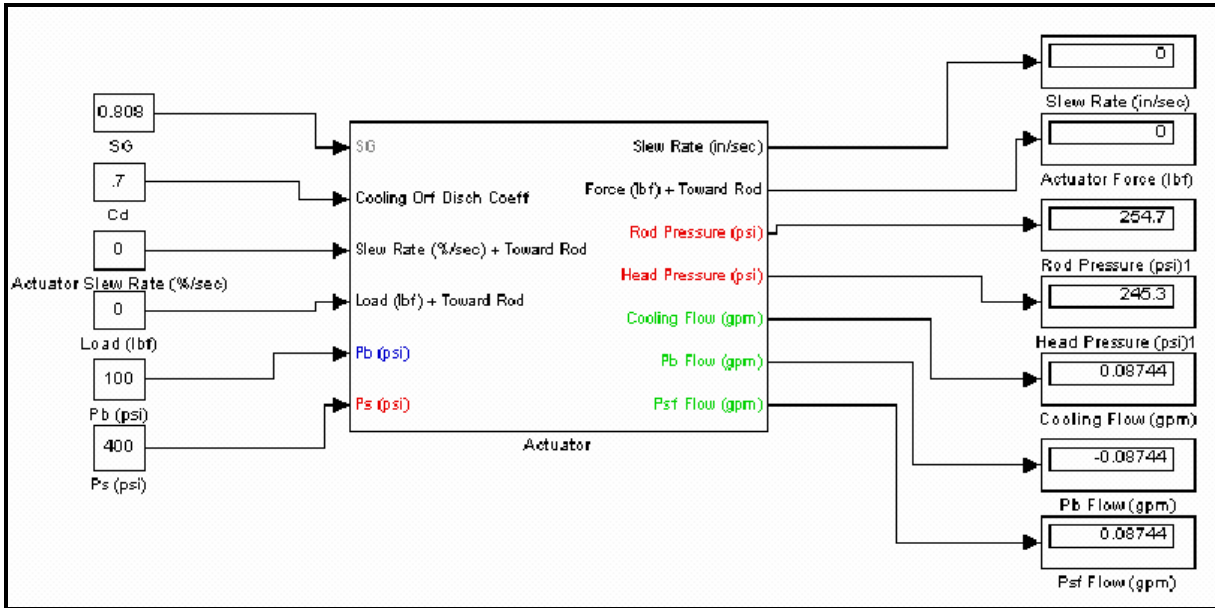 0.808
SG
.7
Cd
0
Actuator Slew Rate (%/sec)
0
Load (lbf)
100
Pb (psi)
400
Ps (psi)
SG
Cooling Orf Disch Coeff
Slew Rate (%/sec) + Toward Rod
Load (lbf) + Toward Rod
Pb (psi)
Ps (psi)
Slew Rate (in/sec)
Force (lbf) + Toward Rod
Rod Pressure (psi)
Head Pressure (psi)
Cooling Flow (gpm)
Pb Flow (gpm)
Psf Flow (gpm)
Actuator
0
Slew Rate (in/sec)
0
Actuator Force (lbf)
254.7
Rod Pressure (psi)1
245.3
Head Pressure (psi)1
0.08744
Cooling Flow (gpm)
-0.08744
Pb Flow (gpm)
0.08744
Psf Flow (gpm)